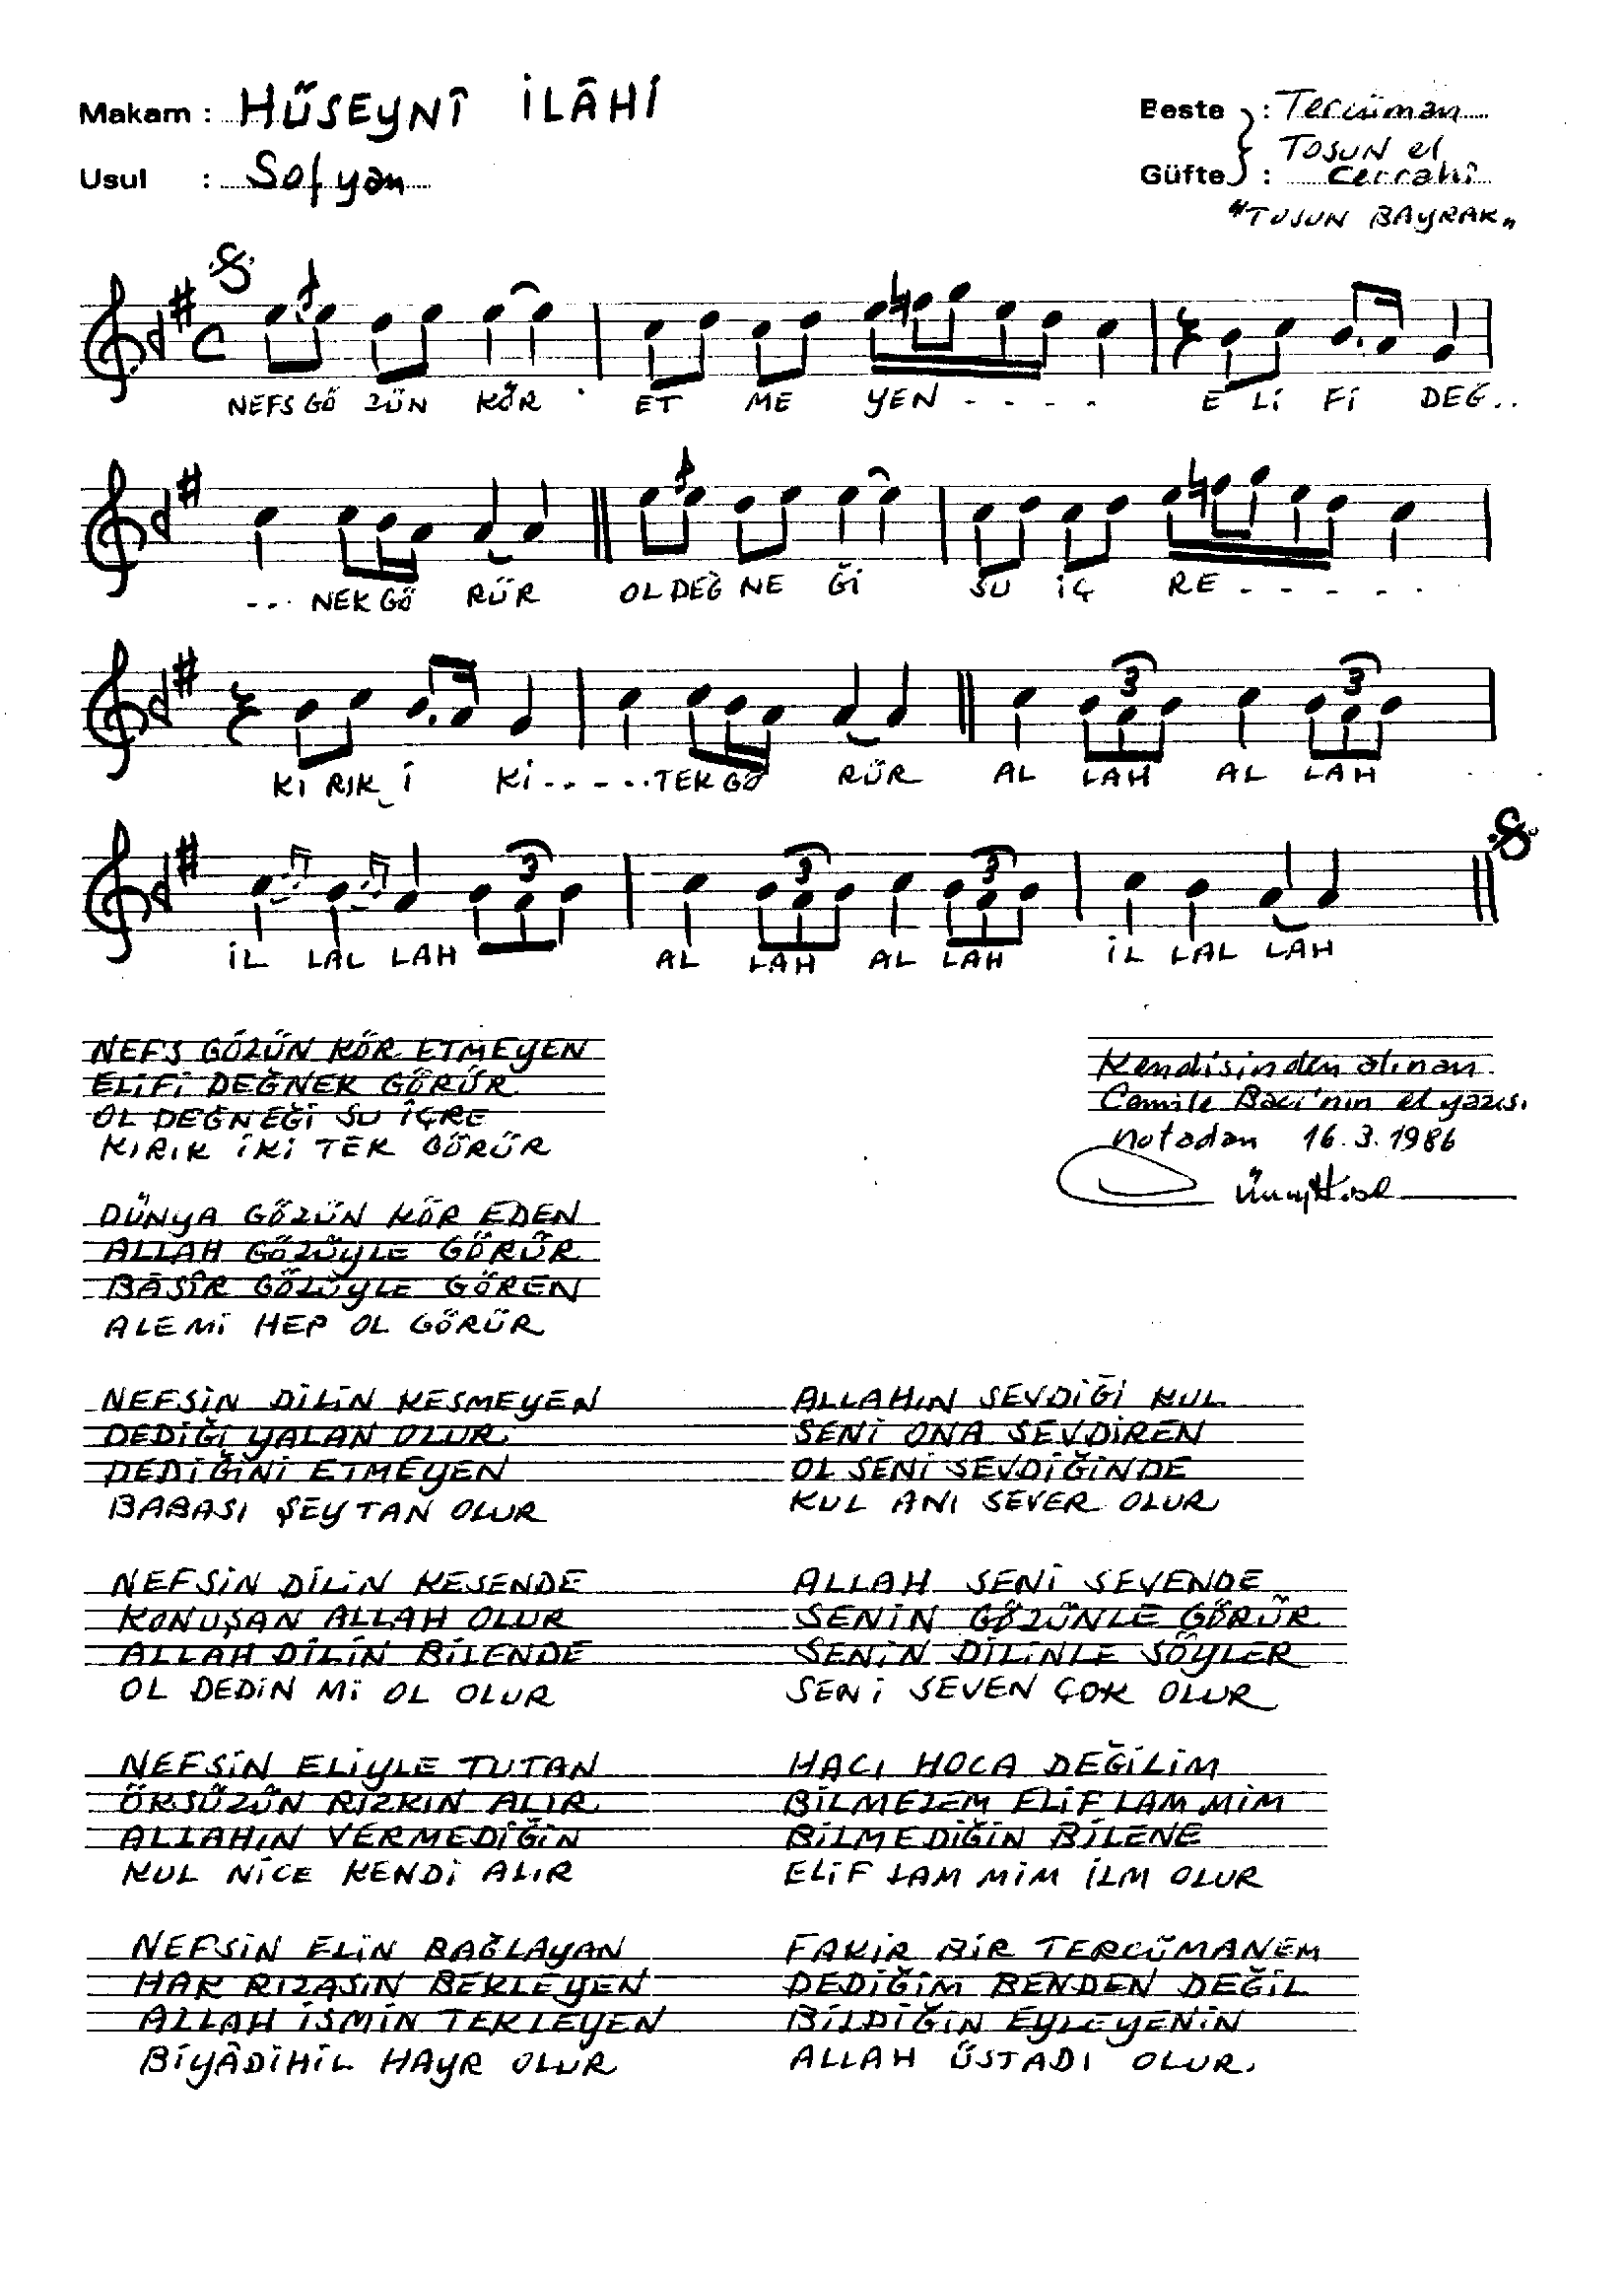 Makam : HÜSEYNÎ İLÂHİ
Usul : Sofyan
Beste : Tercüman
TOSUN el
Güfte : Cerrahî
"TOSUN BAYRAK"
NEFS GÖ ZÜN KÖR ET ME YEN - - - - E Lİ Fİ DEĞ..
--- NEK GÖ RÜR OL DEĞ NE Ğİ SU İÇ RE - - - - -
KI RIK İ Kİ - - - - - TEK GÖ RÜR AL LAH AL LAH
İL LAL LAH AL LAH AL LAH İL LAL LAH
NEFS GÖZÜN KÖR ETMEYEN
ELİFİ DEĞNEK GÖRÜR
OL DEĞNEĞİ SU İÇRE
KIRIK İKİ TEK GÖRÜR
Kendisinden alınan
Cemile Bacı'nın el yazısı
notadan 16.3.1986
DÜNYA GÖZÜN KÖR EDEN
ALLAH GÖZÜYLE GÖRÜR
BASÎR GÖZÜYLE GÖREN
ALEMİ HEP OL GÖRÜR
NEFSİN DİLİN KESMEYEN
DEDİĞİ YALAN OLUR
DEDİĞİNİ ETMEYEN
BABASI ŞEYTAN OLUR
NEFSİN DİLİN KESENDE
KONUŞAN ALLAH OLUR
ALLAH DİLİN BİLENDE
OL DEDİN Mİ OL OLUR
NEFSİN ELİYLE TUTAN
ÖKSÜZÜN RIZKIN ALIR
ALLAHIN VERMEDİĞİN
KUL NİCE KENDİ ALIR
NEFSİN ELİN BAĞLAYAN
HAK RIZASIN BEKLEYEN
ALLAH İSMİN TEKLEYEN
BİYÂDİHİL HAYR OLUR
ALLAHIN SEVDİĞİ KUL
SENİ ONA SEVDİREN
OL SENİ SEVDİĞİNDE
KUL ANI SEVER OLUR
ALLAH SENİ SEVENDE
SENİN GÖZÜNLE GÖRÜR
SENİN DİLİNLE SÖYLER
SENİ SEVEN ÇOK OLUR
HACI HOCA DEĞİLİM
BİLMEZEM ELİF LAM MİM
BİLMEDİĞİN BİLENE
ELİF LAM MİM İLM OLUR
FAKİR BİR TERCÜMANEM
DEDİĞİM BENDEN DEĞİL
BİLDİĞİN EYLEYENİN
ALLAH ÜSTADI OLUR.